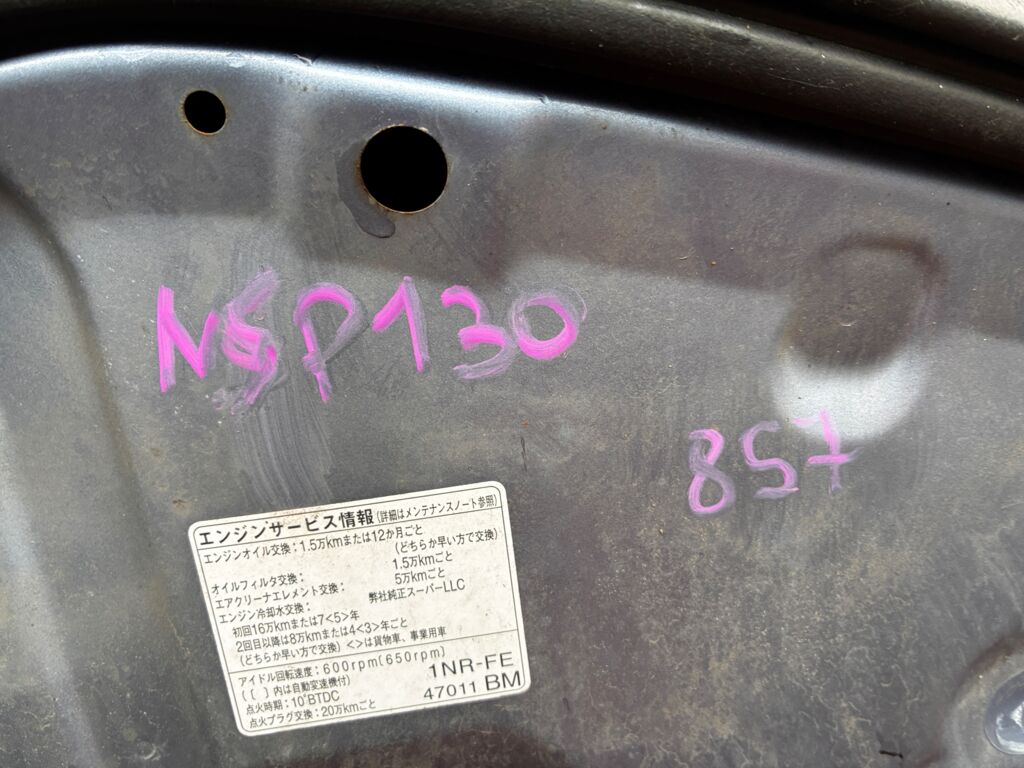 NSP130
857
エンジンサービス情報(詳細はメンテナンスノート参照)
エンジンオイル交換:1.5万kmまたは12か月ごと
(どちらか早い方で交換)
オイルフィルタ交換: 1.5万kmごと
エアクリーナエレメント交換: 5万kmごと
エンジン冷却水交換: 弊社純正スーパーLLC
初回16万kmまたは7<5>年
2回目以降は8万kmまたは4<3>年ごと
(どちらか早い方で交換) <>は貨物車、事業用車
アイドル回転速度:600rpm[650rpm]
([ ]内は自動変速機付) 1NR-FE
点火時期:10°BTDC 47011 BM
点火プラグ交換:20万kmごと